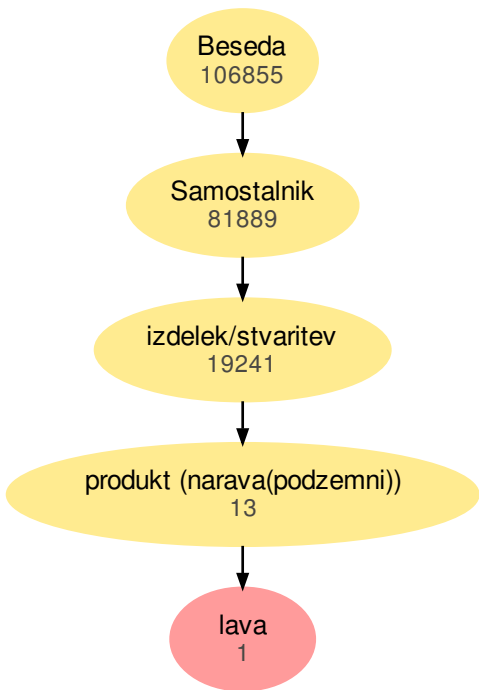 Beseda
106855
Samostalnik
81889
izdelek/stvaritev
19241
produkt (narava(podzemni))
13
lava
1